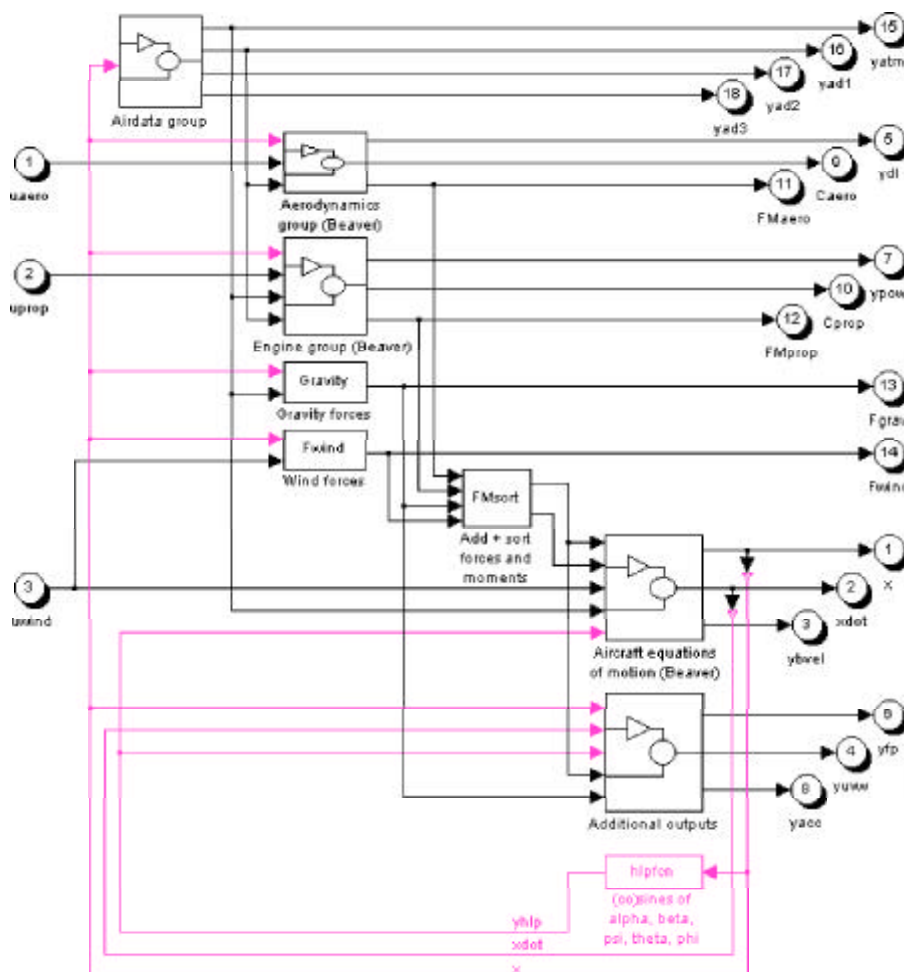 15
yatm
16
yad1
17
yad2
18
yad3
Airdata group
1
uaero
5
ydl
9
Caero
11
FMaero
Aerodynamics
group (Beaver)
2
uprop
7
ypow
10
Cprop
12
FMprop
Engine group (Beaver)
Gravity
Gravity forces
13
Fgrav
Fwind
Wind forces
14
Fwind
FMsort
Add + sort
forces and
moments
3
uwind
1
x
2
xdot
3
ybvel
Aircraft equations
of motion (Beaver)
6
yfp
4
yuvw
8
yacc
Additional outputs
hlpfcn
(co)sines of
alpha, beta,
psi, theta, phi
yhlp
xdot
x